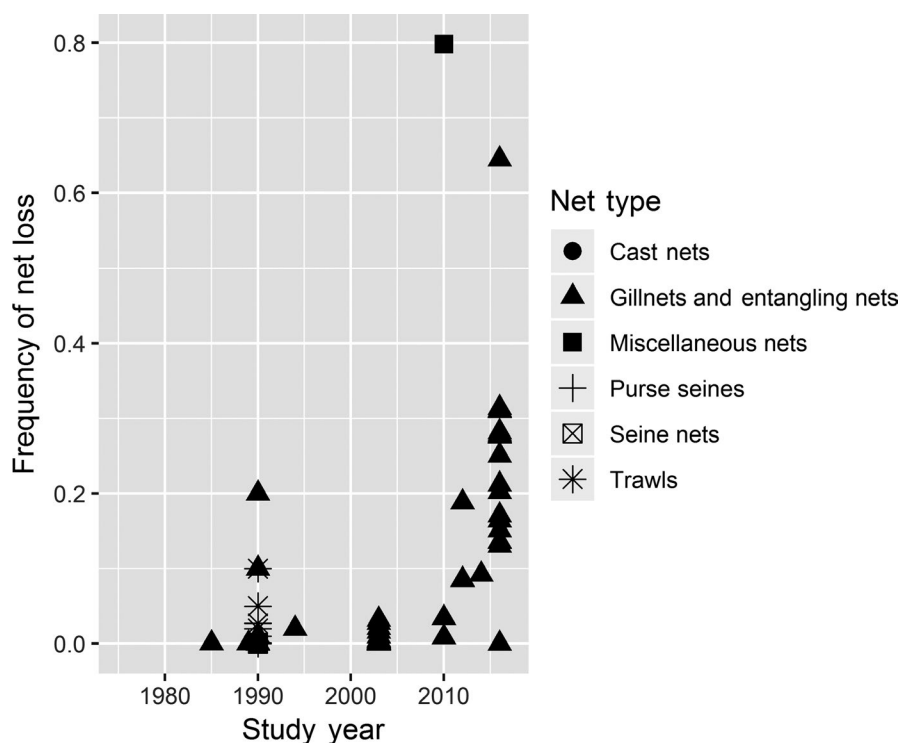 0.8
0.6
0.4
0.2
0.0
Frequency of net loss
1980 1990 2000 2010
Study year
Net type
Cast nets
Gillnets and entangling nets
Miscellaneous nets
Purse seines
Seine nets
Trawls